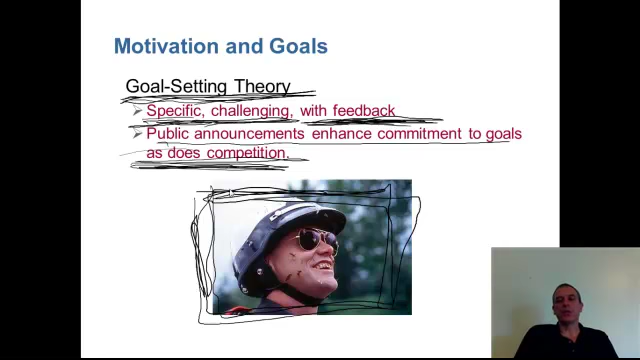 Motivation and Goals
Goal-Setting Theory
Specific, challenging, with feedback
Public announcements enhance commitment to goals
as does competition.